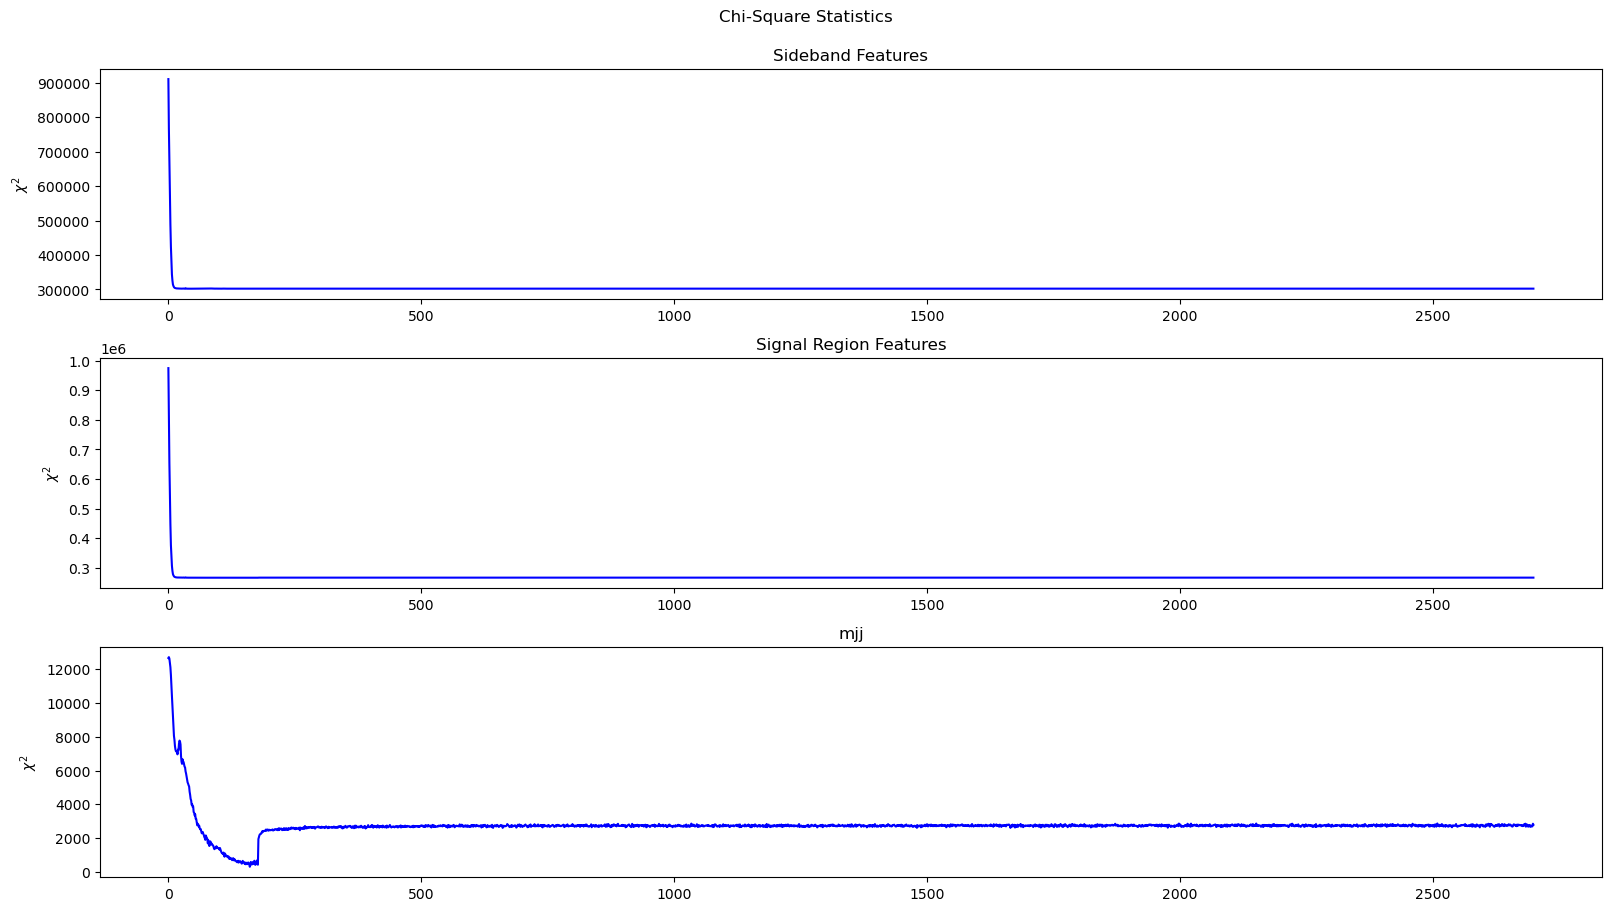 Chi-Square Statistics
Sideband Features
χ²
900000
800000
700000
600000
500000
400000
300000
0 500 1000 1500 2000 2500
Signal Region Features
1e6
χ²
1.0
0.9
0.8
0.7
0.6
0.5
0.4
0.3
0 500 1000 1500 2000 2500
mjj
χ²
12000
10000
8000
6000
4000
2000
0
0 500 1000 1500 2000 2500